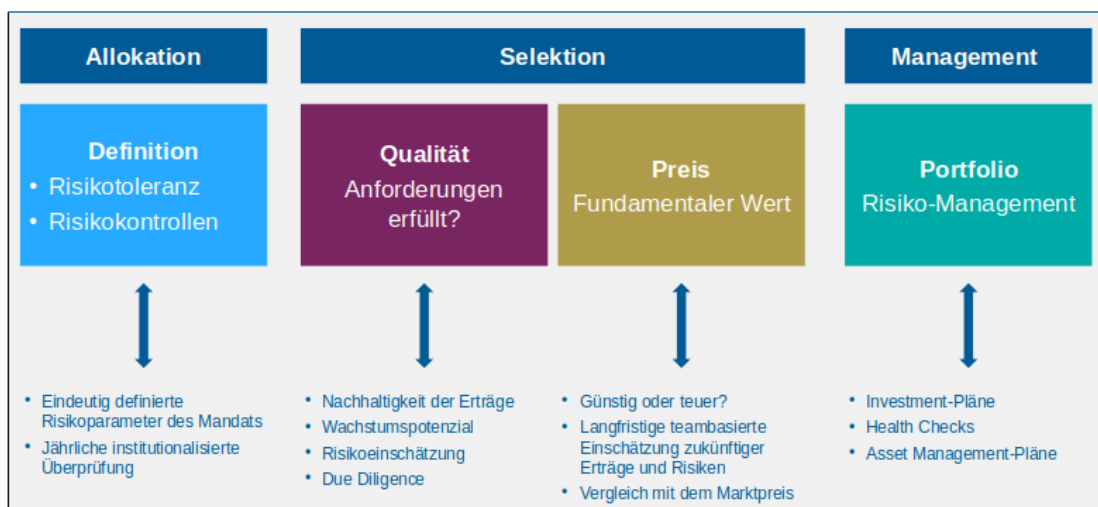 Allokation
Selektion
Management
Definition
• Risikotoleranz
• Risikokontrollen
Qualität
Anforderungen
erfüllt?
Preis
Fundamentaler Wert
Portfolio
Risiko-Management
• Eindeutig definierte
Risikoparameter des Mandats
• Jährliche institutionalisierte
Überprüfung
• Nachhaltigkeit der Erträge
• Wachstumspotenzial
• Risikoeinschätzung
• Due Diligence
• Günstig oder teuer?
• Langfristige teambasierte
Einschätzung zukünftiger
Erträge und Risiken
• Vergleich mit dem Marktpreis
• Investment-Pläne
• Health Checks
• Asset Management-Pläne